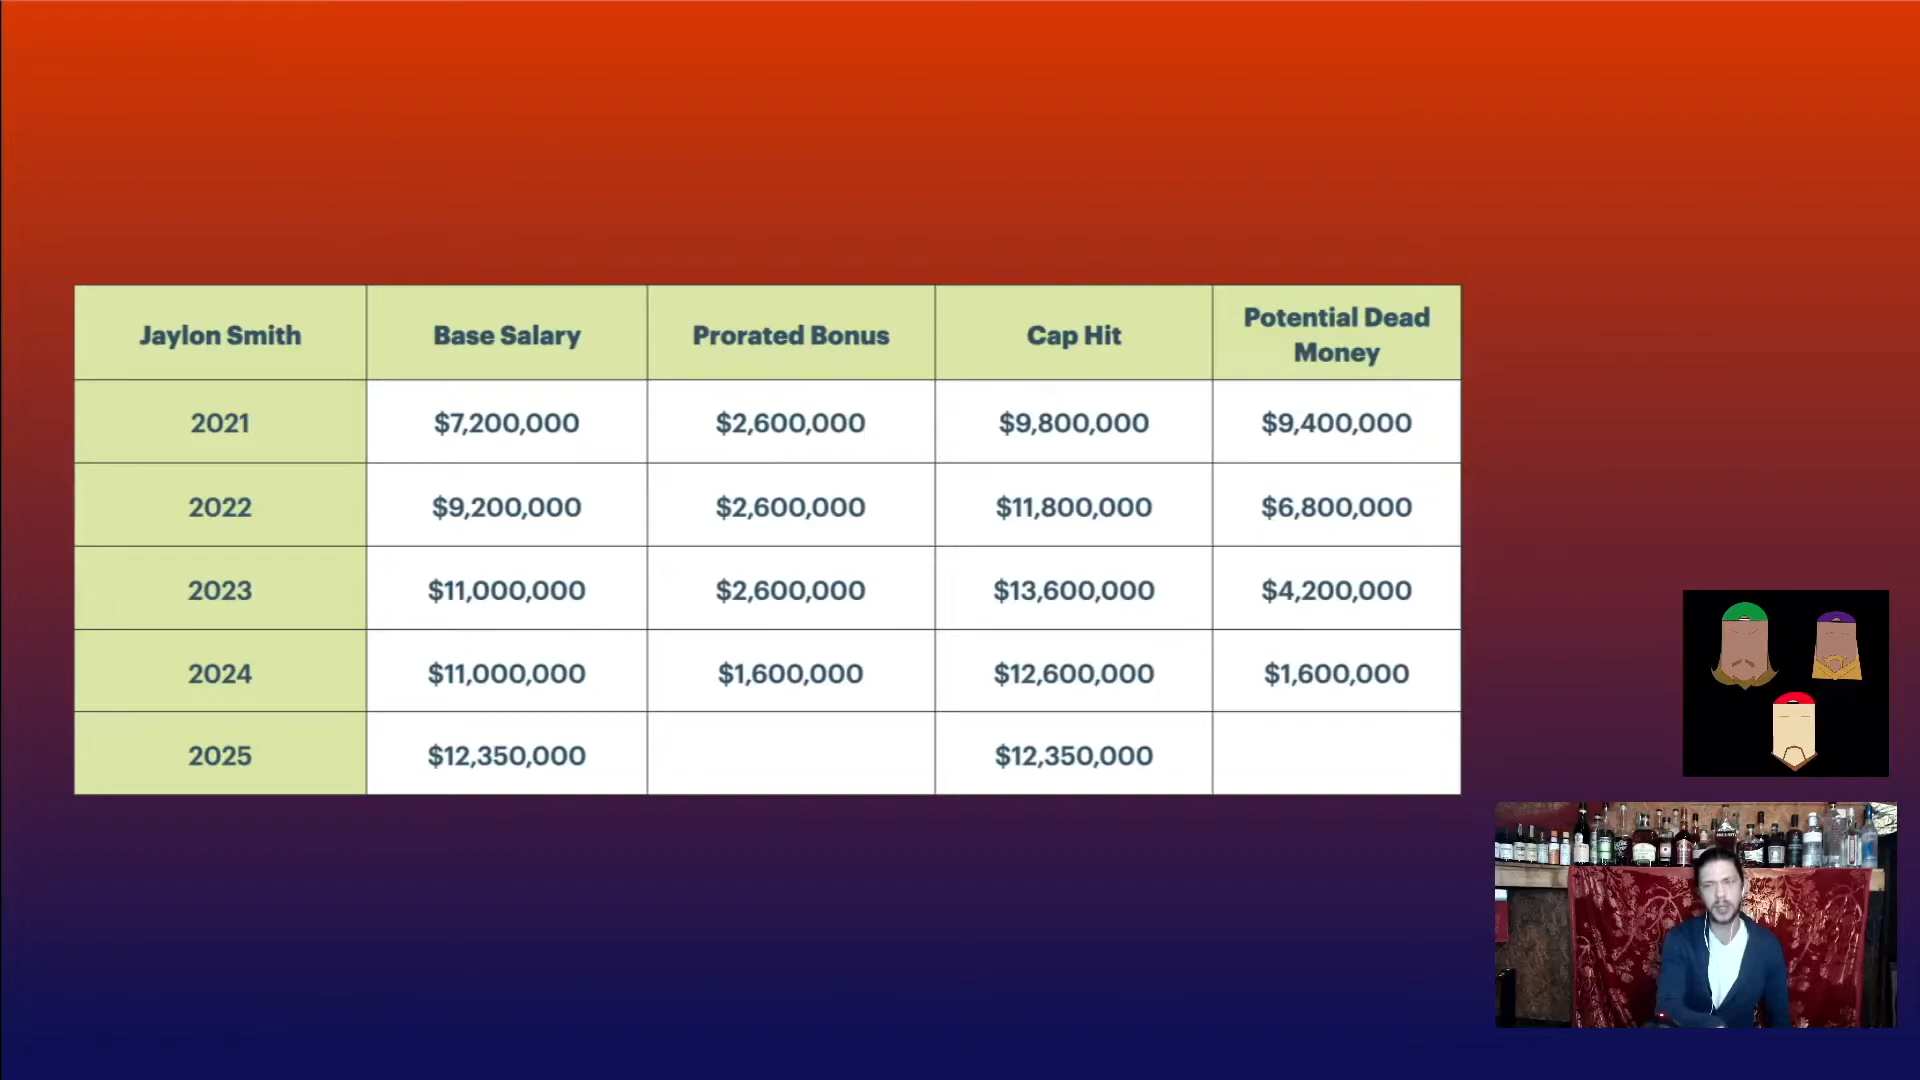 Jaylon Smith Base Salary Prorated Bonus Cap Hit Potential Dead Money
2021 $7,200,000 $2,600,000 $9,800,000 $9,400,000
2022 $9,200,000 $2,600,000 $11,800,000 $6,800,000
2023 $11,000,000 $2,600,000 $13,600,000 $4,200,000
2024 $11,000,000 $1,600,000 $12,600,000 $1,600,000
2025 $12,350,000 $12,350,000